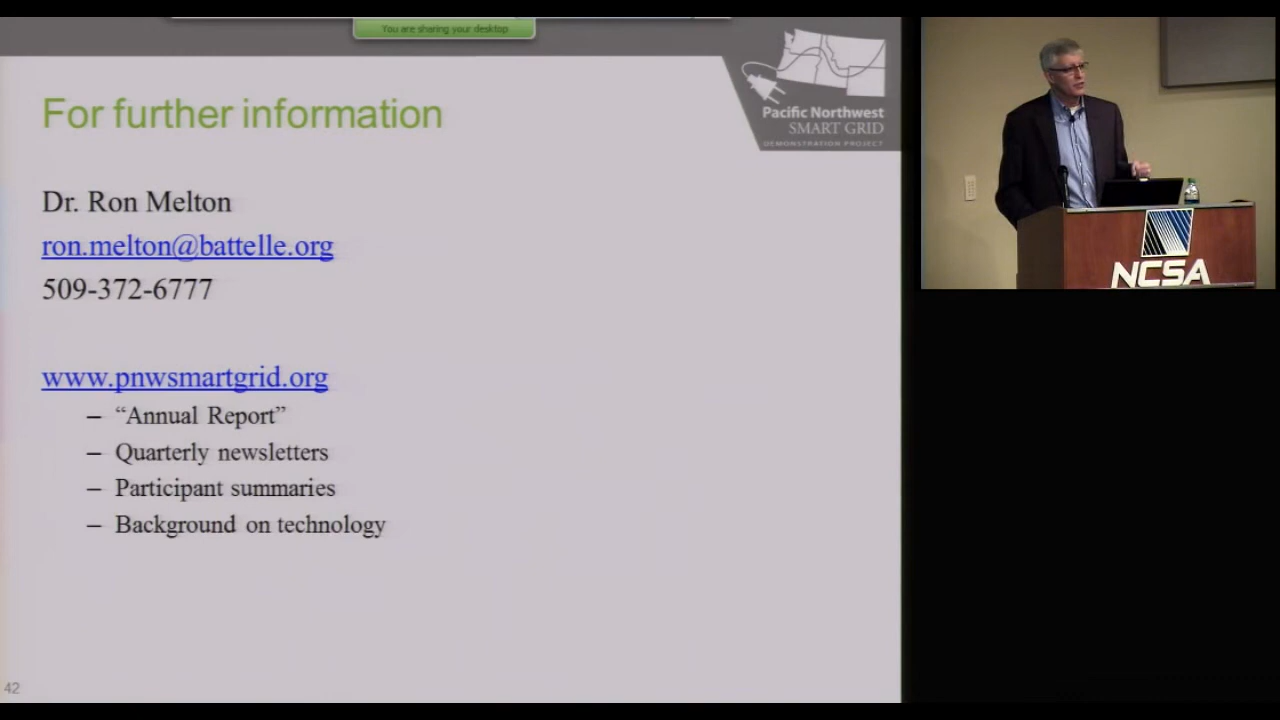 You are sharing your desktop
Pacific Northwest
SMART GRID
DEMONSTRATION PROJECT
For further information
Dr. Ron Melton
ron.melton@battelle.org
509-372-6777
www.pnwsmartgrid.org
– “Annual Report”
– Quarterly newsletters
– Participant summaries
– Background on technology
42
NCSA